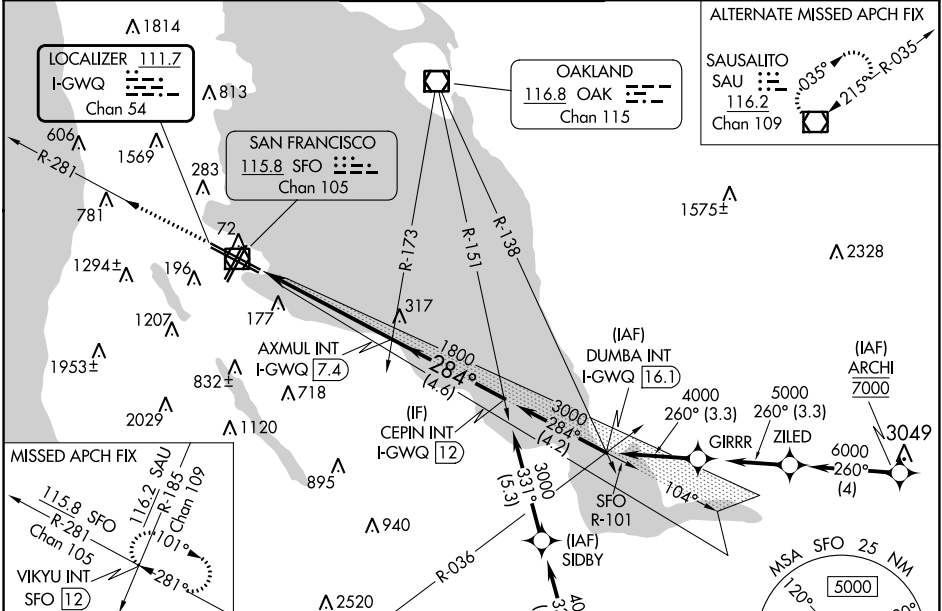 1814
LOCALIZER 111.7
I-GWQ
Chan 54
813
OAKLAND
116.8 OAK
Chan 115
ALTERNATE MISSED APCH FIX
SAUSALITO
SAU
116.2
Chan 109
035°
215°
R-035
606
R-281
1569
SAN FRANCISCO
115.8 SFO
Chan 105
283
781
72
1575±
2328
R-173
R-151
R-138
1294±
196
177
317
1207
AXMUL INT
I-GWQ 7.4
1800
284°
(4.6)
(IAF)
DUMBA INT
I-GWQ 16.1
(IAF)
ARCHI
7000
1953±
832±
718
2029
1120
(IF)
CEPIN INT
I-GWQ 12
3000
284°
(4.2)
4000
260° (3.3)
5000
260° (3.3)
GIRRR
ZILED
6000
260°
(4)
3049
MISSED APCH FIX
115.8 SFO
R-281
Chan 105
116.2 SAU
R-185
Chan 109
101°
281°
VIKYU INT
SFO 12
895
940
2520
3000
331°
(5.3)
SFO
R-101
104°
(IAF)
SIDBY
R-036
MSA SFO 25 NM
5000
120°